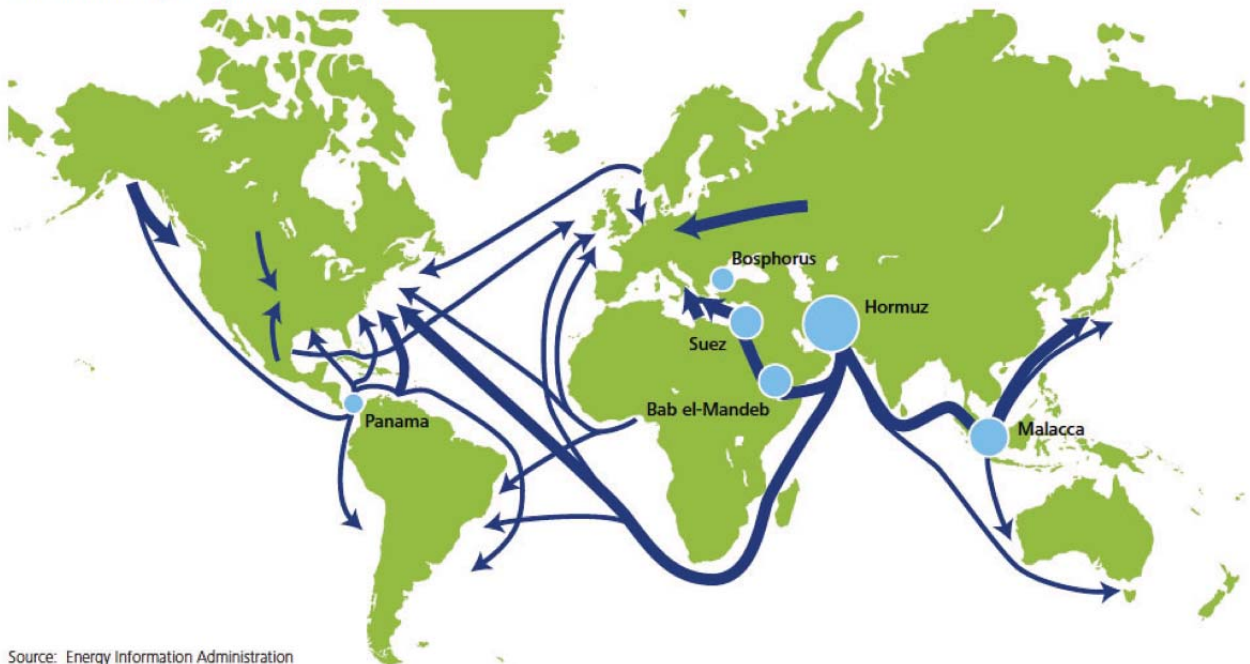 Bosphorus
Hormuz
Suez
Bab el-Mandeb
Panama
Malacca
Source: Energy Information Administration